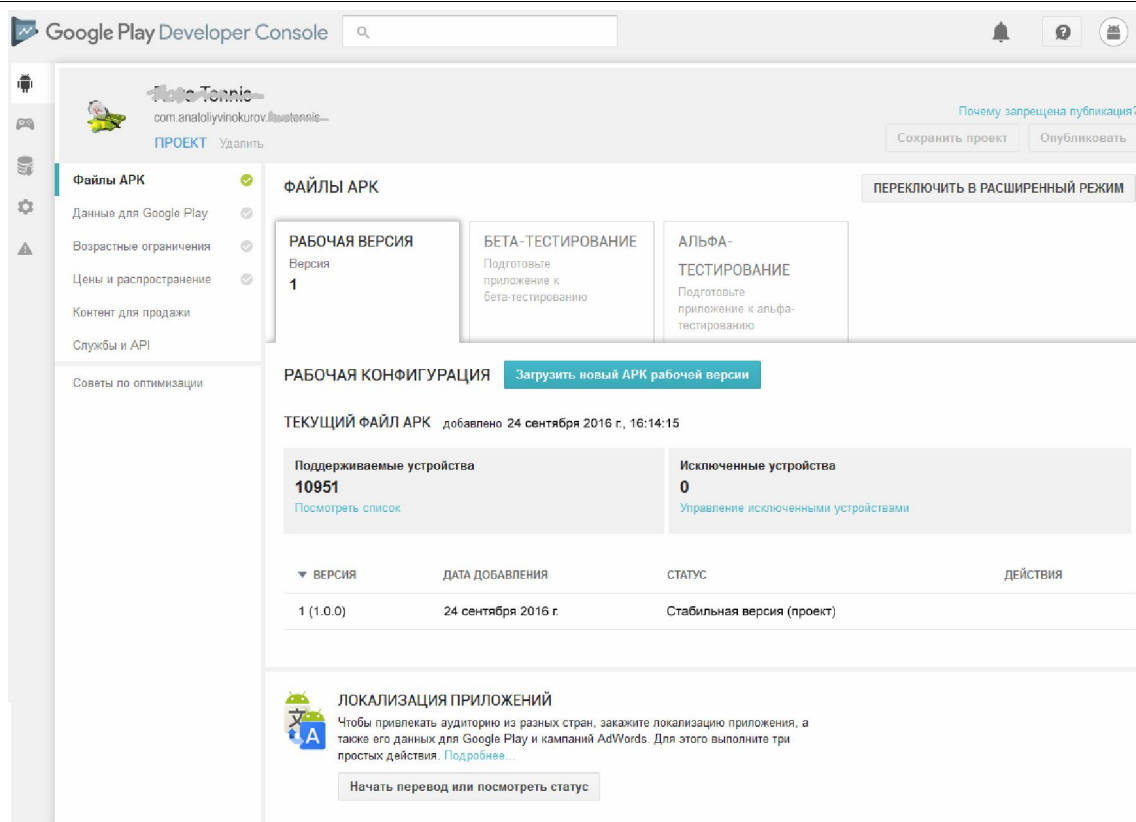 Google Play Developer Console
Tennis
com.anatoliyvinokurov.
ПРОЕКТ Удалить
Почему запрещена публикация?
Сохранить проект
Опубликовать
Файлы APK
Данные для Google Play
Возрастные ограничения
Цены и распространение
Контент для продажи
Службы и API
Советы по оптимизации
ФАЙЛЫ APK
ПЕРЕКЛЮЧИТЬ В РАСШИРЕННЫЙ РЕЖИМ
РАБОЧАЯ ВЕРСИЯ
Версия
1
БЕТА-ТЕСТИРОВАНИЕ
Подготовьте
приложение к
бета-тестированию
АЛЬФА-
ТЕСТИРОВАНИЕ
Подготовьте
приложение к альфа-
тестированию
РАБОЧАЯ КОНФИГУРАЦИЯ
Загрузить новый APK рабочей версии
ТЕКУЩИЙ ФАЙЛ APK добавлено 24 сентября 2016 г., 16:14:15
Поддерживаемые устройства
10951
Посмотреть список
Исключенные устройства
0
Управление исключенными устройствами
ВЕРСИЯ ДАТА ДОБАВЛЕНИЯ СТАТУС ДЕЙСТВИЯ
1 (1.0.0) 24 сентября 2016 г. Стабильная версия (проект)
ЛОКАЛИЗАЦИЯ ПРИЛОЖЕНИЙ
Чтобы привлекать аудиторию из разных стран, закажите локализацию приложения, а
также его данных для Google Play и кампаний AdWords. Для этого выполните три
простых действия. Подробнее...
Начать перевод или посмотреть статус